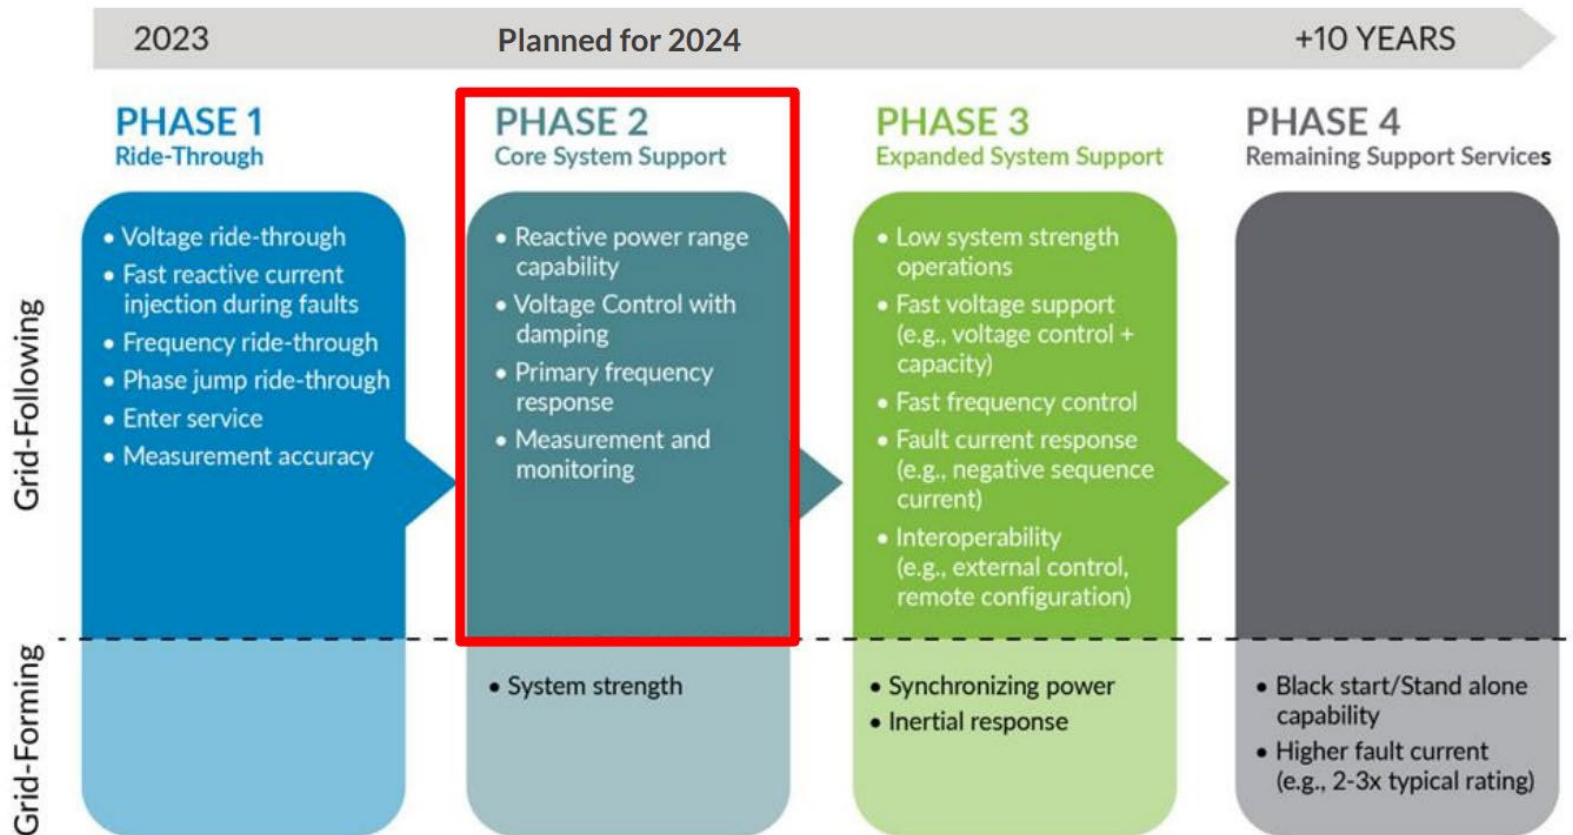 2023
Planned for 2024
+10 YEARS
PHASE 1
Ride-Through
PHASE 2
Core System Support
PHASE 3
Expanded System Support
PHASE 4
Remaining Support Services
Grid-Following
• Voltage ride-through
• Fast reactive current
injection during faults
• Frequency ride-through
• Phase jump ride-through
• Enter service
• Measurement accuracy
• Reactive power range
capability
• Voltage Control with
damping
• Primary frequency
response
• Measurement and
monitoring
• Low system strength
operations
• Fast voltage support
(e.g., voltage control +
capacity)
• Fast frequency control
• Fault current response
(e.g., negative sequence
current)
• Interoperability
(e.g., external control,
remote configuration)
Grid-Forming
• System strength
• Synchronizing power
• Inertial response
• Black start/Stand alone
capability
• Higher fault current
(e.g., 2-3x typical rating)